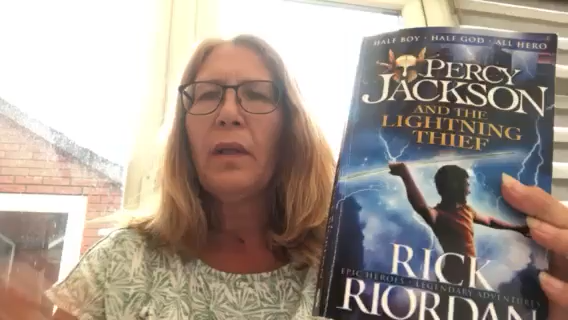 HALF BOY · HALF GOD · ALL HERO
PERCY
JACKSON
AND THE
LIGHTNING
THIEF
RICK
EPIC HEROES · LEGENDARY ADVENTURES
RIORDAN